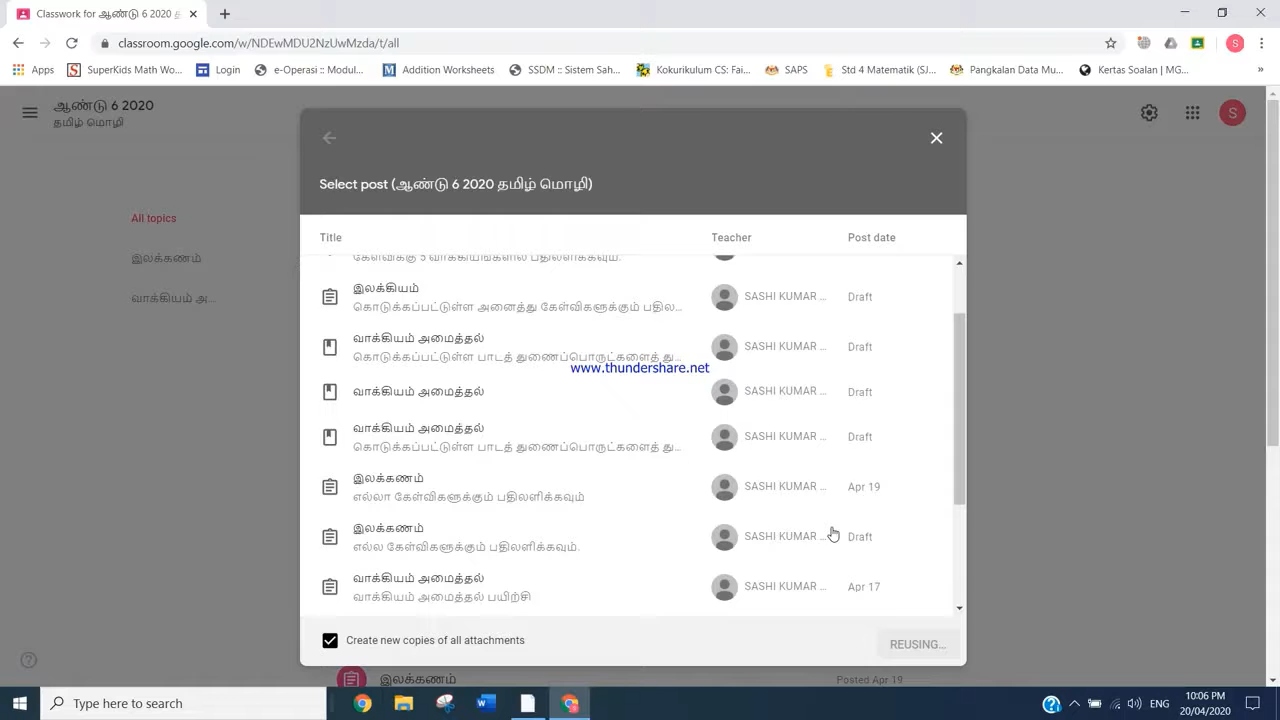 Classwork for ஆண்டு 6 2020 த
classroom.google.com/w/NDEwMDU2NzUwMzda/t/all
Apps SuperKids Math Wo... Login e-Operasi :: Modul... Addition Worksheets SSDM :: Sistem Sah... Kokurikulum CS: Fai... SAPS Std 4 Matematik (SJ... Pangkalan Data Mu... Kertas Soalan | MG... »
ஆண்டு 6 2020
தமிழ் மொழி
S
S
All topics
இலக்கணம்
வாக்கியம் அ...
Select post (ஆண்டு 6 2020 தமிழ் மொழி)
Title Teacher Post date
கேள்விக்கு 5 வாக்கியங்களில் பதிலளிக்கவும்.
இலக்கியம்
கொடுக்கப்பட்டுள்ள அனைத்து கேள்விகளுக்கும் பதில... SASHI KUMAR ... Draft
வாக்கியம் அமைத்தல்
கொடுக்கப்பட்டுள்ள பாடத் துணைப்பொருட்களைத் து... SASHI KUMAR ... Draft
www.thundershare.net
வாக்கியம் அமைத்தல் SASHI KUMAR ... Draft
வாக்கியம் அமைத்தல்
கொடுக்கப்பட்டுள்ள பாடத் துணைப்பொருட்களைத் து... SASHI KUMAR ... Draft
இலக்கணம்
எல்லா கேள்விகளுக்கும் பதிலளிக்கவும் SASHI KUMAR ... Apr 19
இலக்கணம்
எல்ல கேள்விகளுக்கும் பதிலளிக்கவும். SASHI KUMAR ... Draft
வாக்கியம் அமைத்தல்
வாக்கியம் அமைத்தல் பயிற்சி SASHI KUMAR ... Apr 17
Create new copies of all attachments REUSING...
இலக்கணம் Posted Apr 19
Type here to search
ENG
10:06 PM
20/04/2020